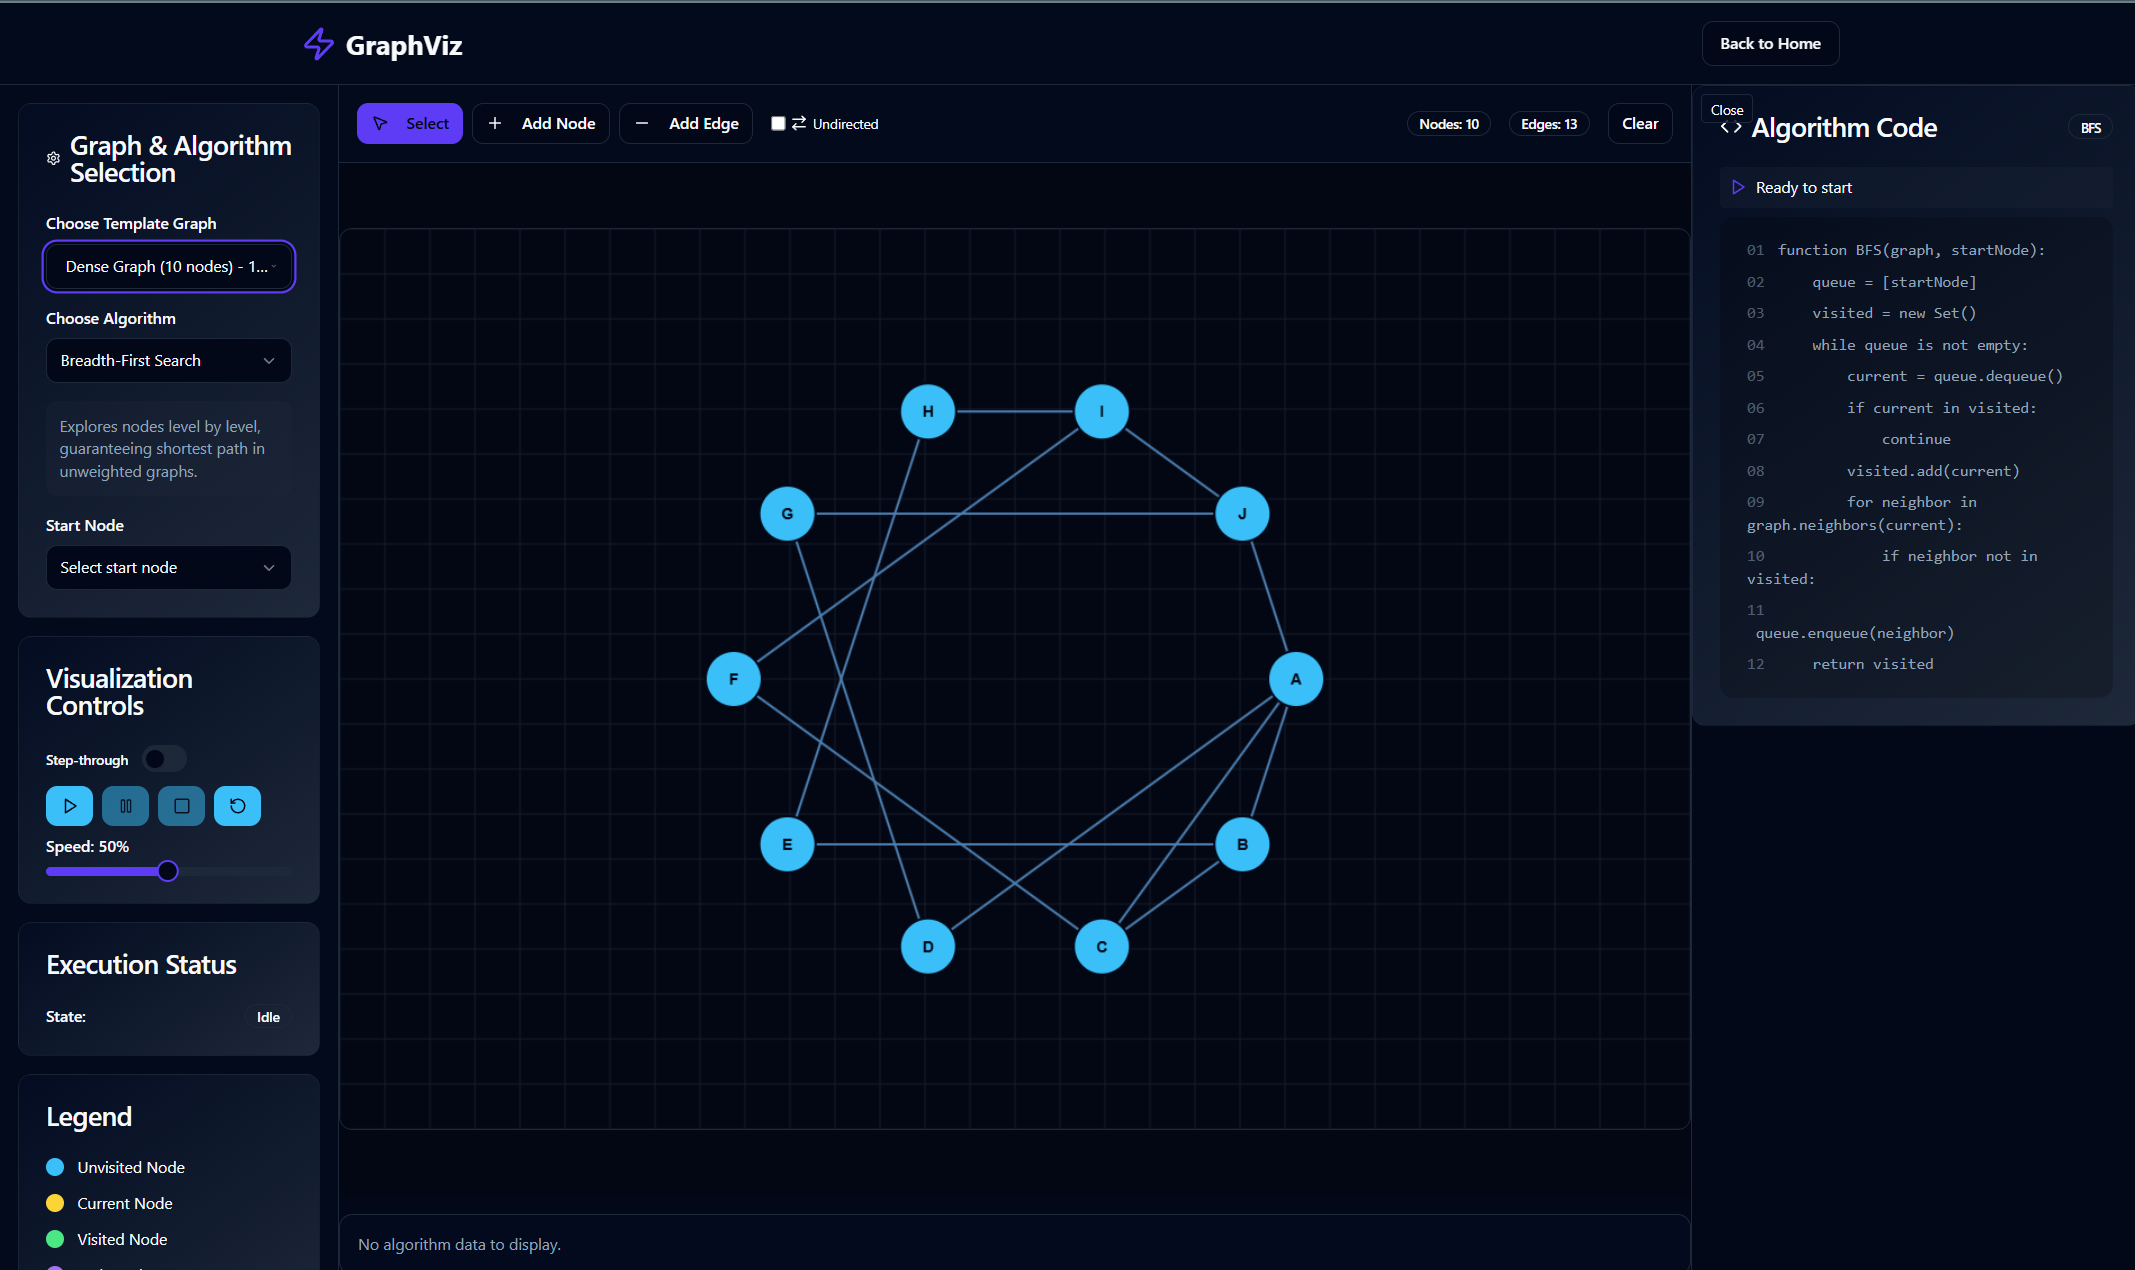 GraphViz
Back to Home
Graph & Algorithm
Selection
Choose Template Graph
Dense Graph (10 nodes) - 1...
Choose Algorithm
Breadth-First Search
Explores nodes level by level,
guaranteeing shortest path in
unweighted graphs.
Start Node
Select start node
Visualization
Controls
Step-through
Speed: 50%
Execution Status
State:
Idle
Legend
Unvisited Node
Current Node
Visited Node
Select
Add Node
Add Edge
Undirected
Nodes: 10
Edges: 13
Clear
H
I
G
J
F
A
E
B
D
C
No algorithm data to display.
Close
Algorithm Code
BFS
Ready to start
01 function BFS(graph, startNode):
02 queue = [startNode]
03 visited = new Set()
04 while queue is not empty:
05 current = queue.dequeue()
06 if current in visited:
07 continue
08 visited.add(current)
09 for neighbor in
graph.neighbors(current):
10 if neighbor not in
visited:
11
queue.enqueue(neighbor)
12 return visited